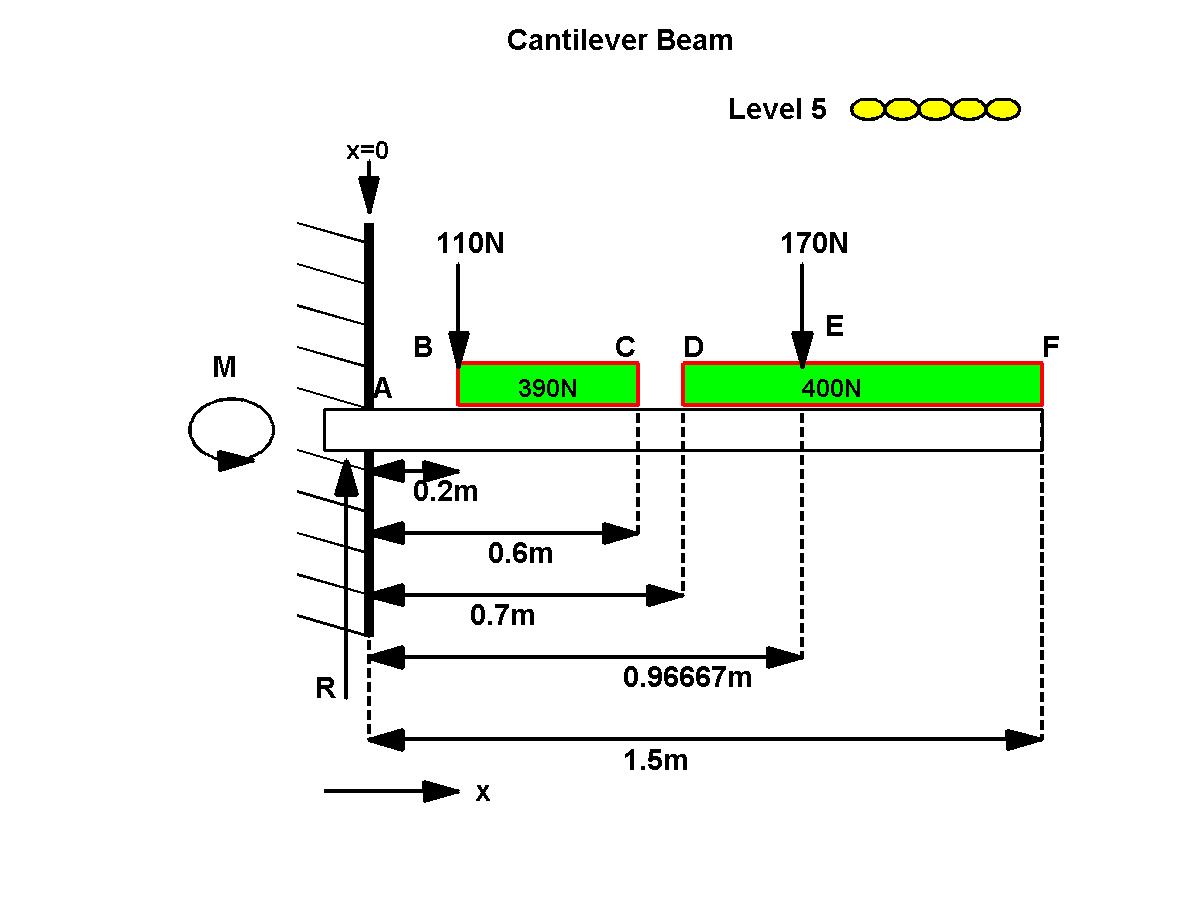 Cantilever Beam
Level 5
x=0
110N
170N
E
B
C
D
F
M
A
390N
400N
0.2m
0.6m
0.7m
0.96667m
R
1.5m
x